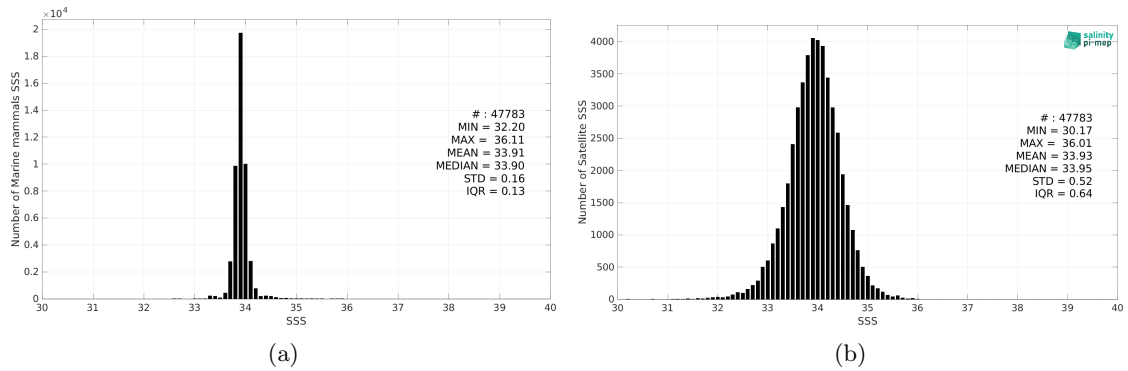 ×10⁴
2
1.8
1.6
1.4
1.2
1
0.8
0.6
0.4
0.2
0
Number of Marine mammals SSS
# : 47783
MIN = 32.20
MAX = 36.11
MEAN = 33.91
MEDIAN = 33.90
STD = 0.16
IQR = 0.13
30 31 32 33 34 35 36 37 38 39 40
SSS
(a)
salinity
pi-mep
4000
3500
3000
2500
2000
1500
1000
500
0
Number of Satellite SSS
# : 47783
MIN = 30.17
MAX = 36.01
MEAN = 33.93
MEDIAN = 33.95
STD = 0.52
IQR = 0.64
30 31 32 33 34 35 36 37 38 39 40
SSS
(b)